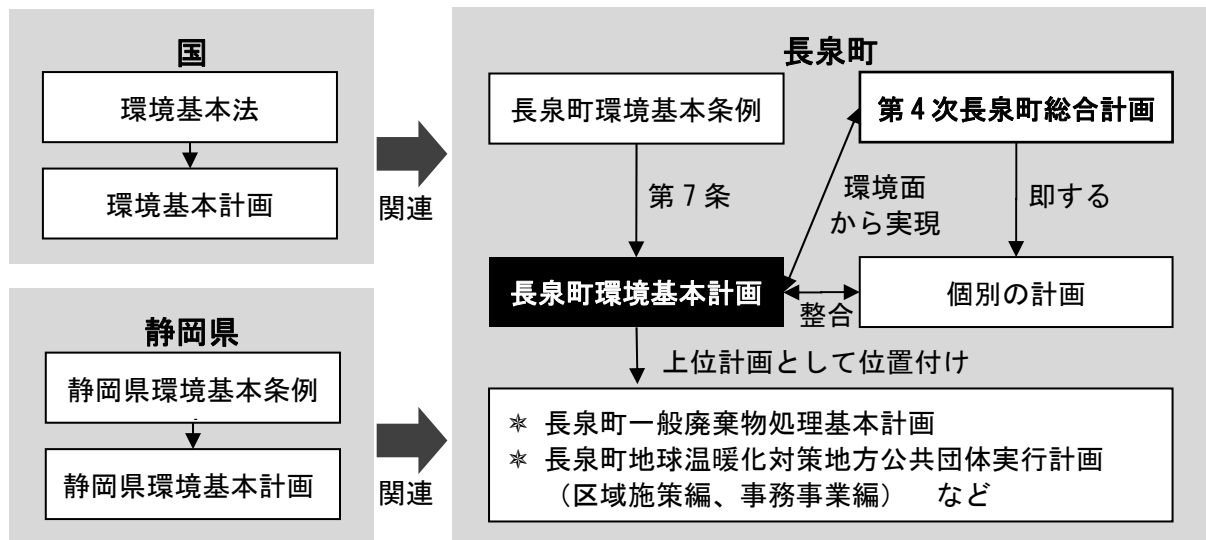 国
環境基本法
環境基本計画
関連
静岡県
静岡県環境基本条例
静岡県環境基本計画
関連
長泉町
長泉町環境基本条例
第4次長泉町総合計画
第7条
環境面
から実現
即する
長泉町環境基本計画
整合
個別の計画
上位計画として位置付け
✵ 長泉町一般廃棄物処理基本計画
✵ 長泉町地球温暖化対策地方公共団体実行計画
（区域施策編、事務事業編）　など